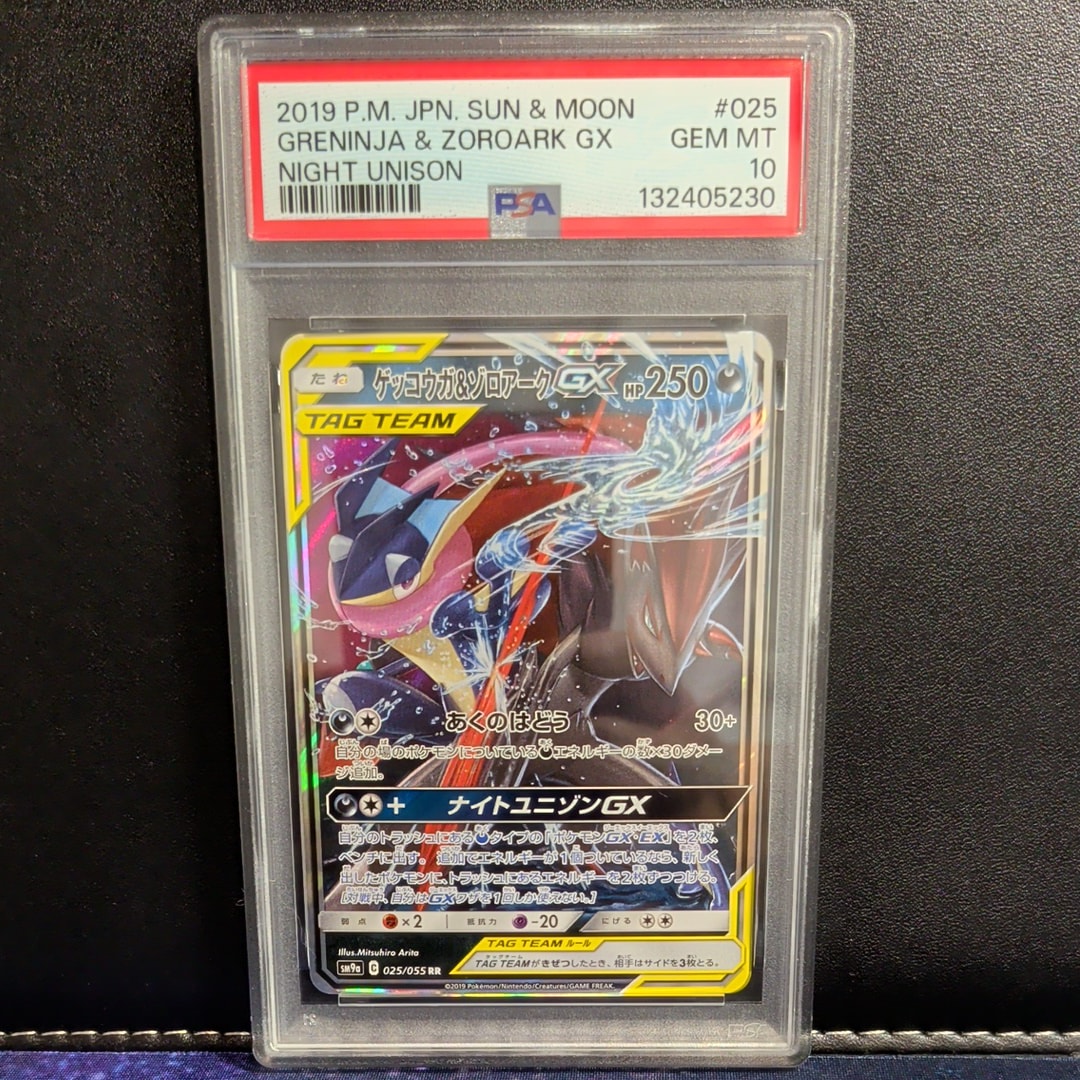 2019 P.M. JPN. SUN & MOON #025
GRENINJA & ZOROARK GX GEM MT
NIGHT UNISON 10
PSA 132405230
たね ゲッコウガ&ゾロアークGX HP250
TAG TEAM
あくのはどう 30+
自分の場のポケモンについているエネルギーの数×30ダメー
ジ追加。
+ ナイトユニゾンGX
自分のトラッシュにあるタイプの「ポケモンGX・EX」を2枚、
ベンチに出す。追加でエネルギーが1個ついているなら、新しく
出したポケモンに、トラッシュにあるエネルギーを2枚ずつつける。
[対戦中、自分はGXワザを1回しか使えない。]
弱点 ×2 抵抗力 -20 にげる
Illus.Mitsuhiro Arita
TAG TEAM ルール
TAG TEAMがきぜつしたとき、相手はサイドを3枚とる。
sm9a C 025/055 RR
©2019 Pokémon/Nintendo/Creatures/GAME FREAK.